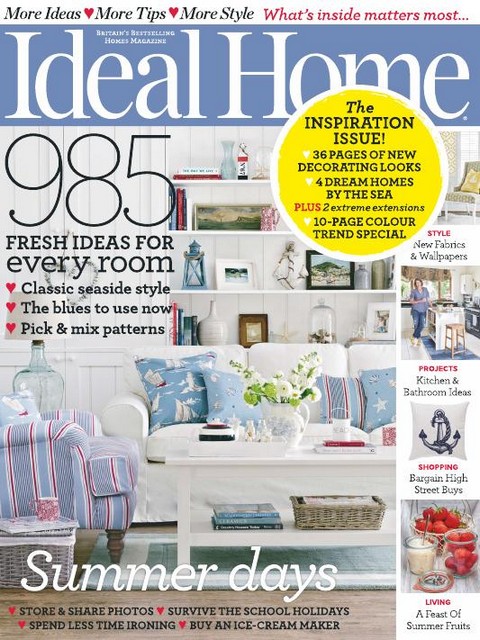 More Ideas ♥ More Tips ♥ More Style What's inside matters most...
BRITAIN'S BESTSELLING
HOMES MAGAZINE
Ideal Home
The
INSPIRATION
ISSUE!
♥ 36 PAGES OF NEW
DECORATING LOOKS
♥ 4 DREAM HOMES
BY THE SEA
PLUS 2 extreme extensions
♥ 10-PAGE COLOUR
TREND SPECIAL
985
FRESH IDEAS FOR
every room
♥ Classic seaside style
♥ The blues to use now
♥ Pick & mix patterns
STYLE
New Fabrics
& Wallpapers
PROJECTS
Kitchen &
Bathroom Ideas
SHOPPING
Bargain High
Street Buys
LIVING
A Feast Of
Summer Fruits
Summer days
♥ STORE & SHARE PHOTOS ♥ SURVIVE THE SCHOOL HOLIDAYS
♥ SPEND LESS TIME IRONING ♥ BUY AN ICE-CREAM MAKER